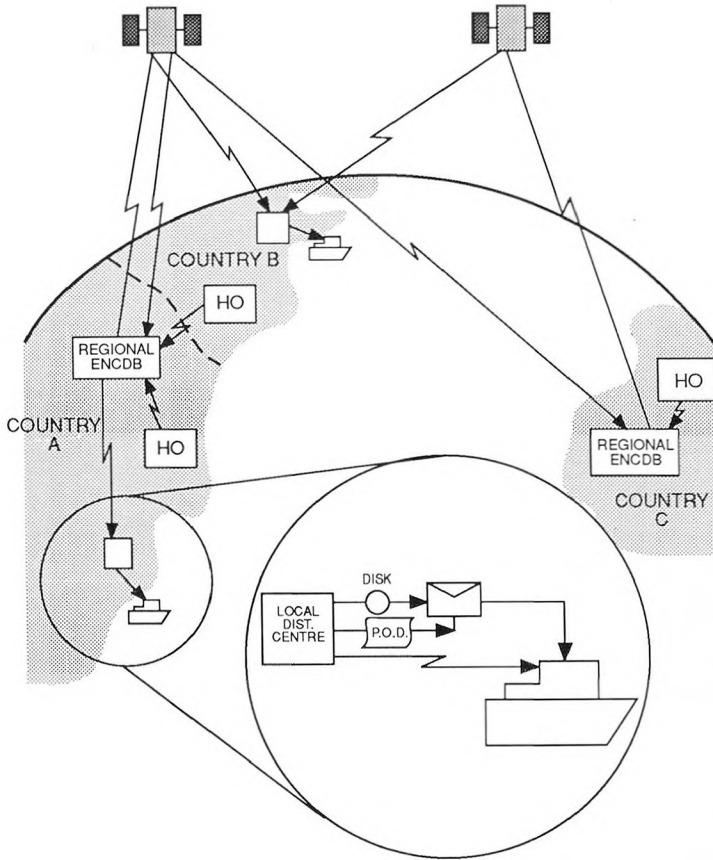 COUNTRY B
HO
REGIONAL
ENCDB
HO
COUNTRY
A
HO
REGIONAL
ENCDB
COUNTRY
C
DISK
LOCAL
DIST.
CENTRE
P.O.D.